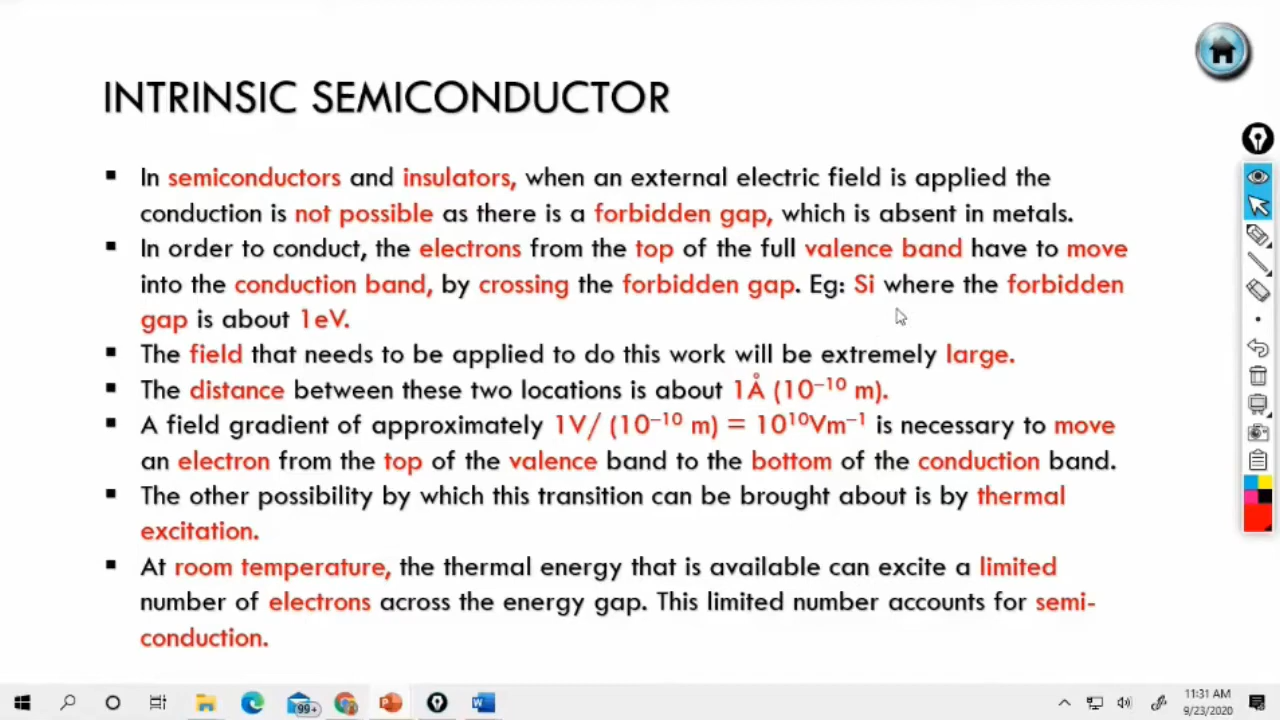 INTRINSIC SEMICONDUCTOR
▪ In semiconductors and insulators, when an external electric field is applied the
conduction is not possible as there is a forbidden gap, which is absent in metals.
▪ In order to conduct, the electrons from the top of the full valence band have to move
into the conduction band, by crossing the forbidden gap. Eg: Si where the forbidden
gap is about 1eV.
▪ The field that needs to be applied to do this work will be extremely large.
▪ The distance between these two locations is about 1Å (10⁻¹⁰ m).
▪ A field gradient of approximately 1V/ (10⁻¹⁰ m) = 10¹⁰Vm⁻¹ is necessary to move
an electron from the top of the valence band to the bottom of the conduction band.
▪ The other possibility by which this transition can be brought about is by thermal
excitation.
▪ At room temperature, the thermal energy that is available can excite a limited
number of electrons across the energy gap. This limited number accounts for semi-
conduction.
99+
11:31 AM
9/23/2020